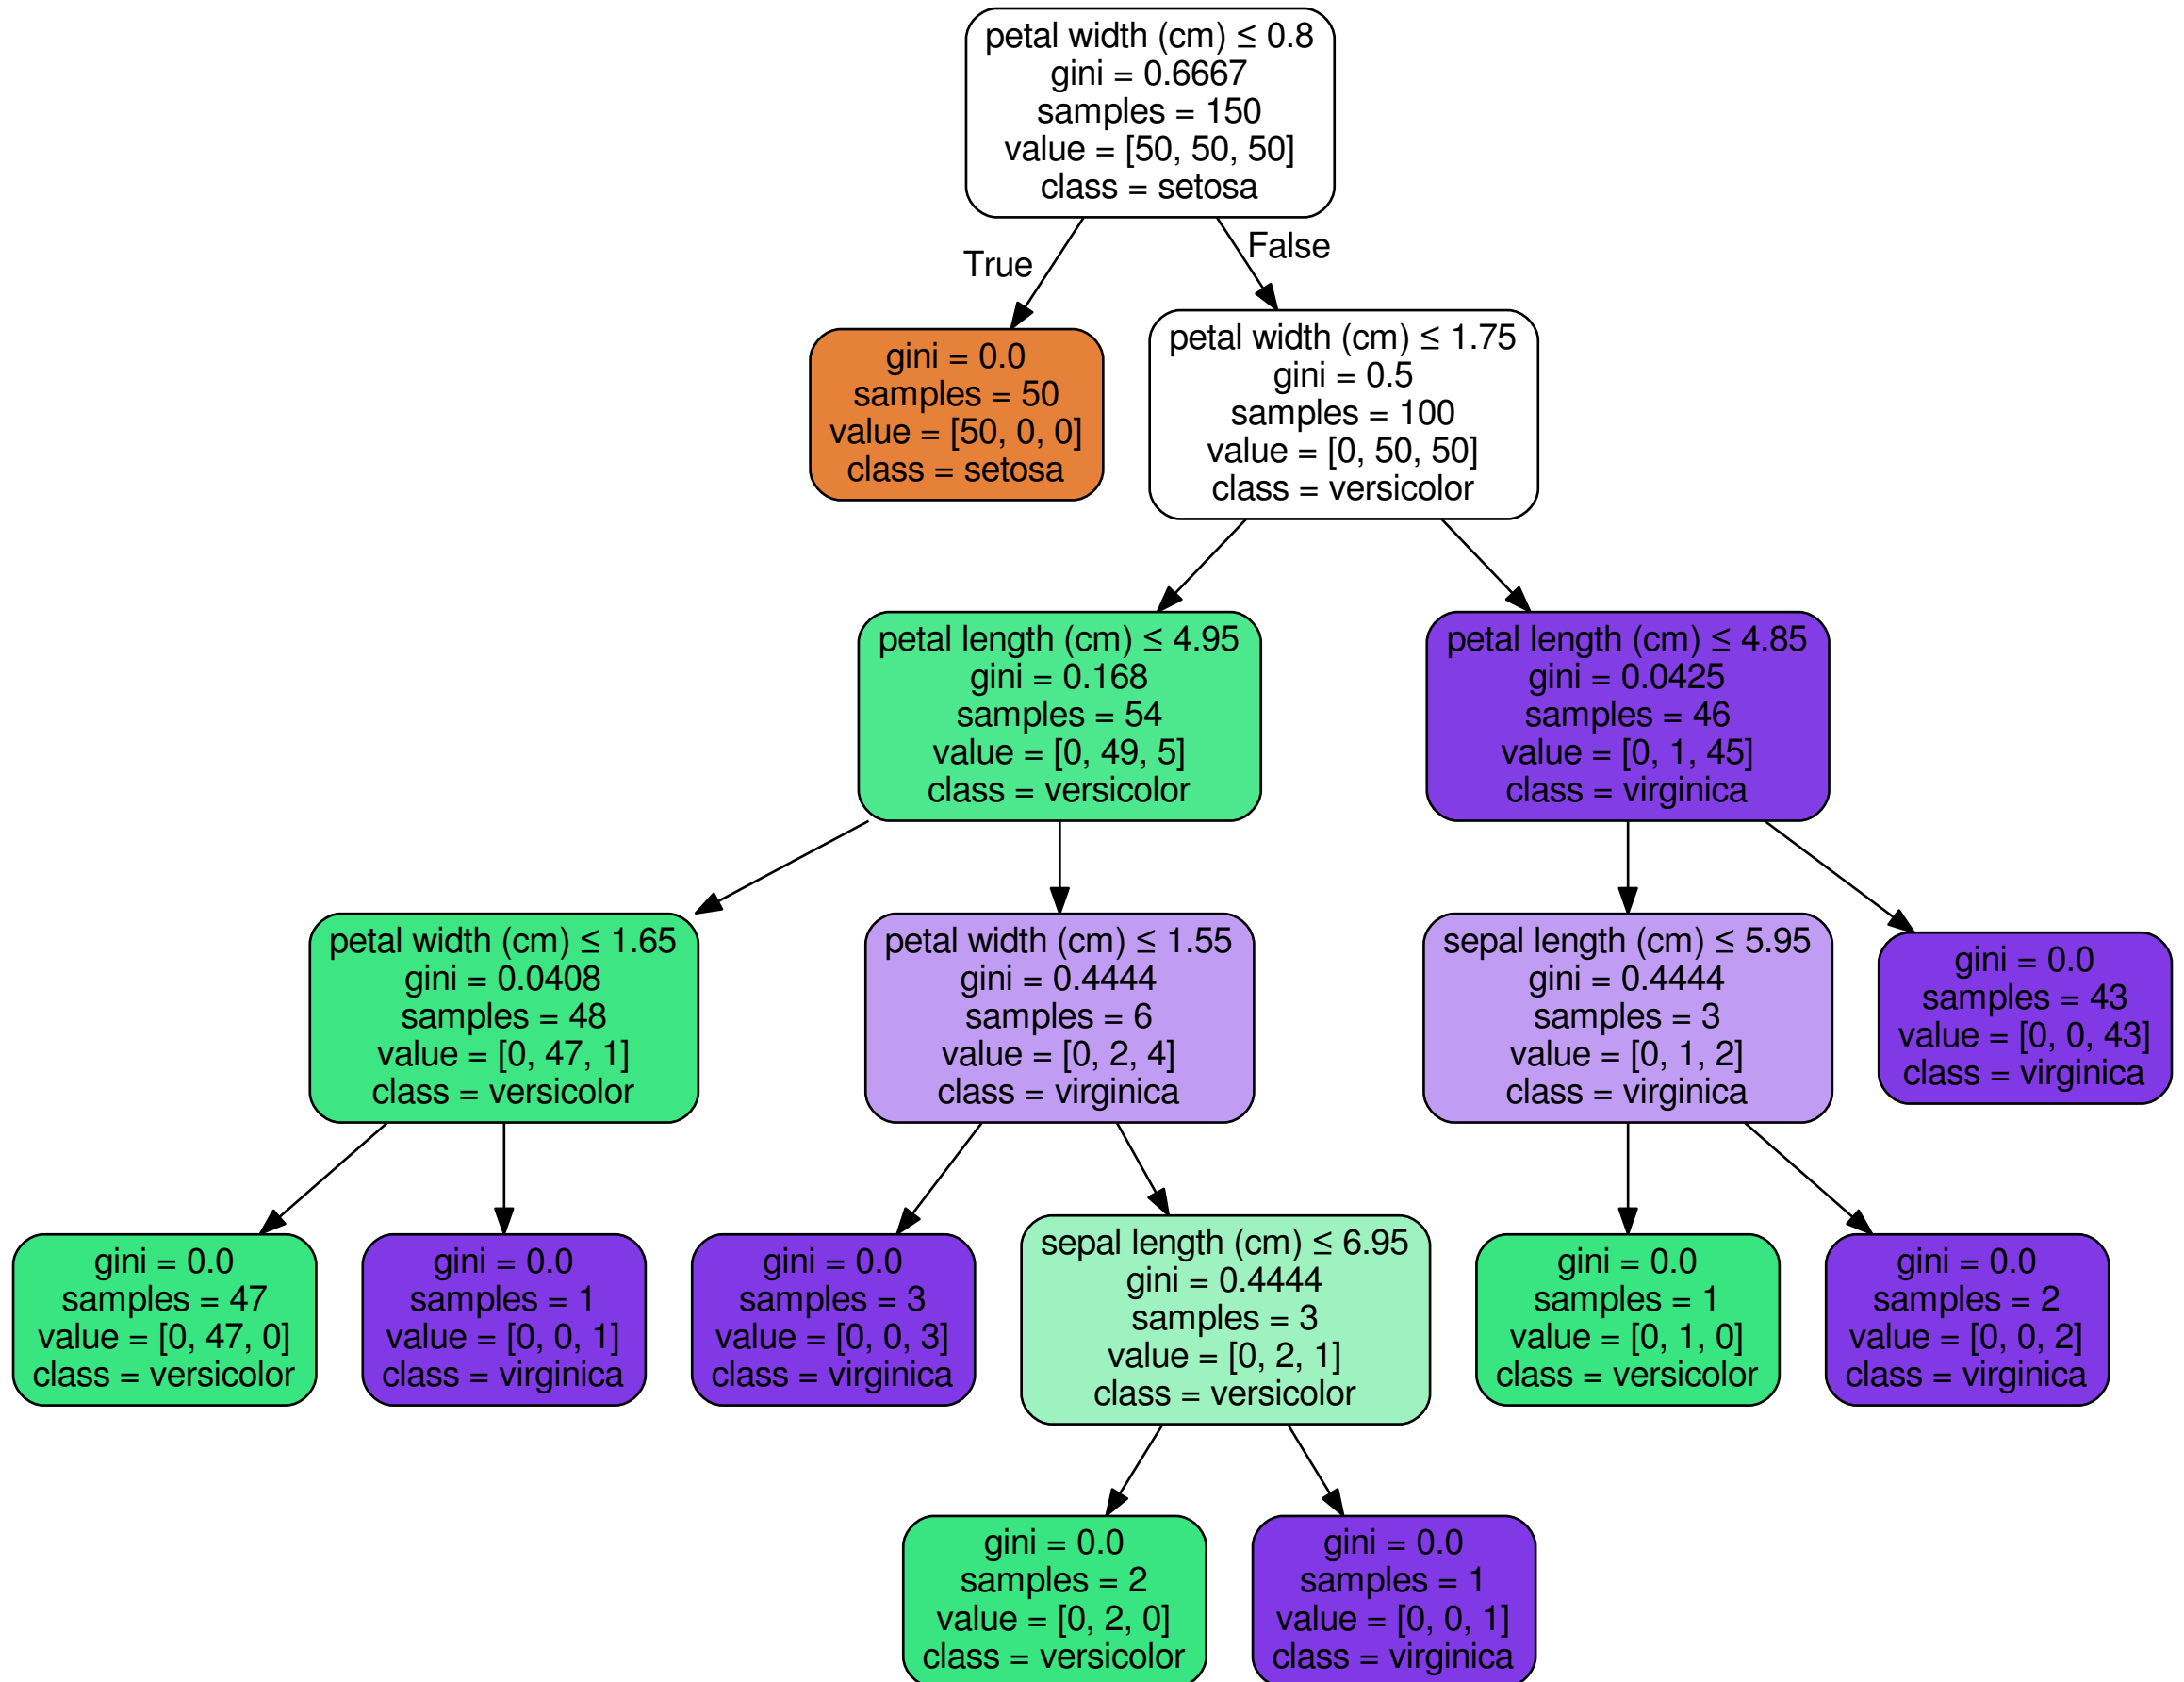 petal width (cm) ≤ 0.8
gini = 0.6667
samples = 150
value = [50, 50, 50]
class = setosa
True
False
gini = 0.0
samples = 50
value = [50, 0, 0]
class = setosa
petal width (cm) ≤ 1.75
gini = 0.5
samples = 100
value = [0, 50, 50]
class = versicolor
petal length (cm) ≤ 4.95
gini = 0.168
samples = 54
value = [0, 49, 5]
class = versicolor
petal length (cm) ≤ 4.85
gini = 0.0425
samples = 46
value = [0, 1, 45]
class = virginica
petal width (cm) ≤ 1.65
gini = 0.0408
samples = 48
value = [0, 47, 1]
class = versicolor
petal width (cm) ≤ 1.55
gini = 0.4444
samples = 6
value = [0, 2, 4]
class = virginica
sepal length (cm) ≤ 5.95
gini = 0.4444
samples = 3
value = [0, 1, 2]
class = virginica
gini = 0.0
samples = 43
value = [0, 0, 43]
class = virginica
gini = 0.0
samples = 47
value = [0, 47, 0]
class = versicolor
gini = 0.0
samples = 1
value = [0, 0, 1]
class = virginica
gini = 0.0
samples = 3
value = [0, 0, 3]
class = virginica
sepal length (cm) ≤ 6.95
gini = 0.4444
samples = 3
value = [0, 2, 1]
class = versicolor
gini = 0.0
samples = 1
value = [0, 1, 0]
class = versicolor
gini = 0.0
samples = 2
value = [0, 0, 2]
class = virginica
gini = 0.0
samples = 2
value = [0, 2, 0]
class = versicolor
gini = 0.0
samples = 1
value = [0, 0, 1]
class = virginica